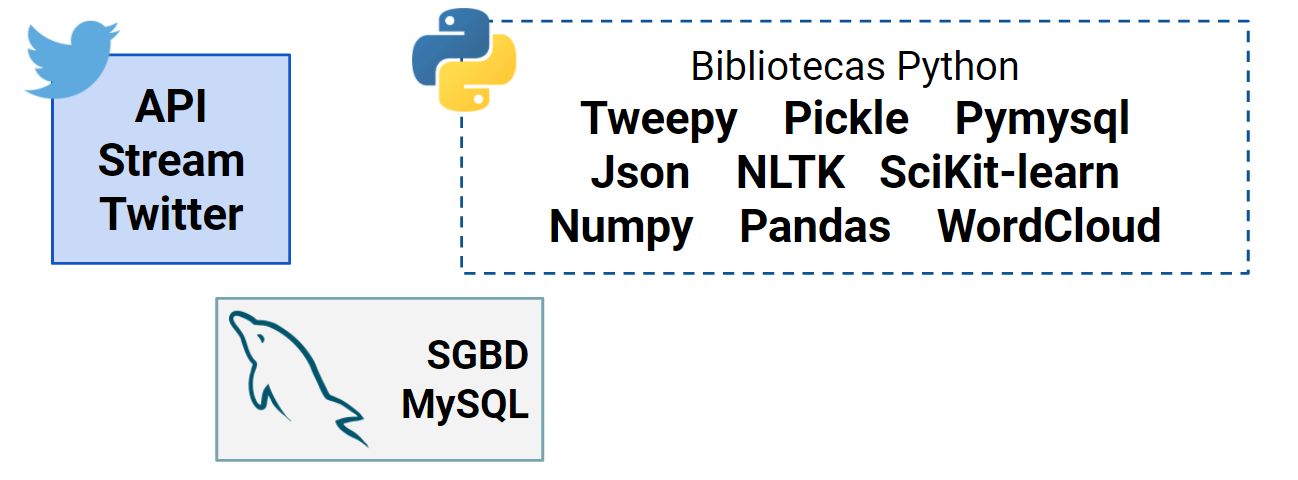 API
Stream
Twitter
Bibliotecas Python
Tweepy Pickle Pymysql
Json NLTK SciKit-learn
Numpy Pandas WordCloud
SGBD
MySQL